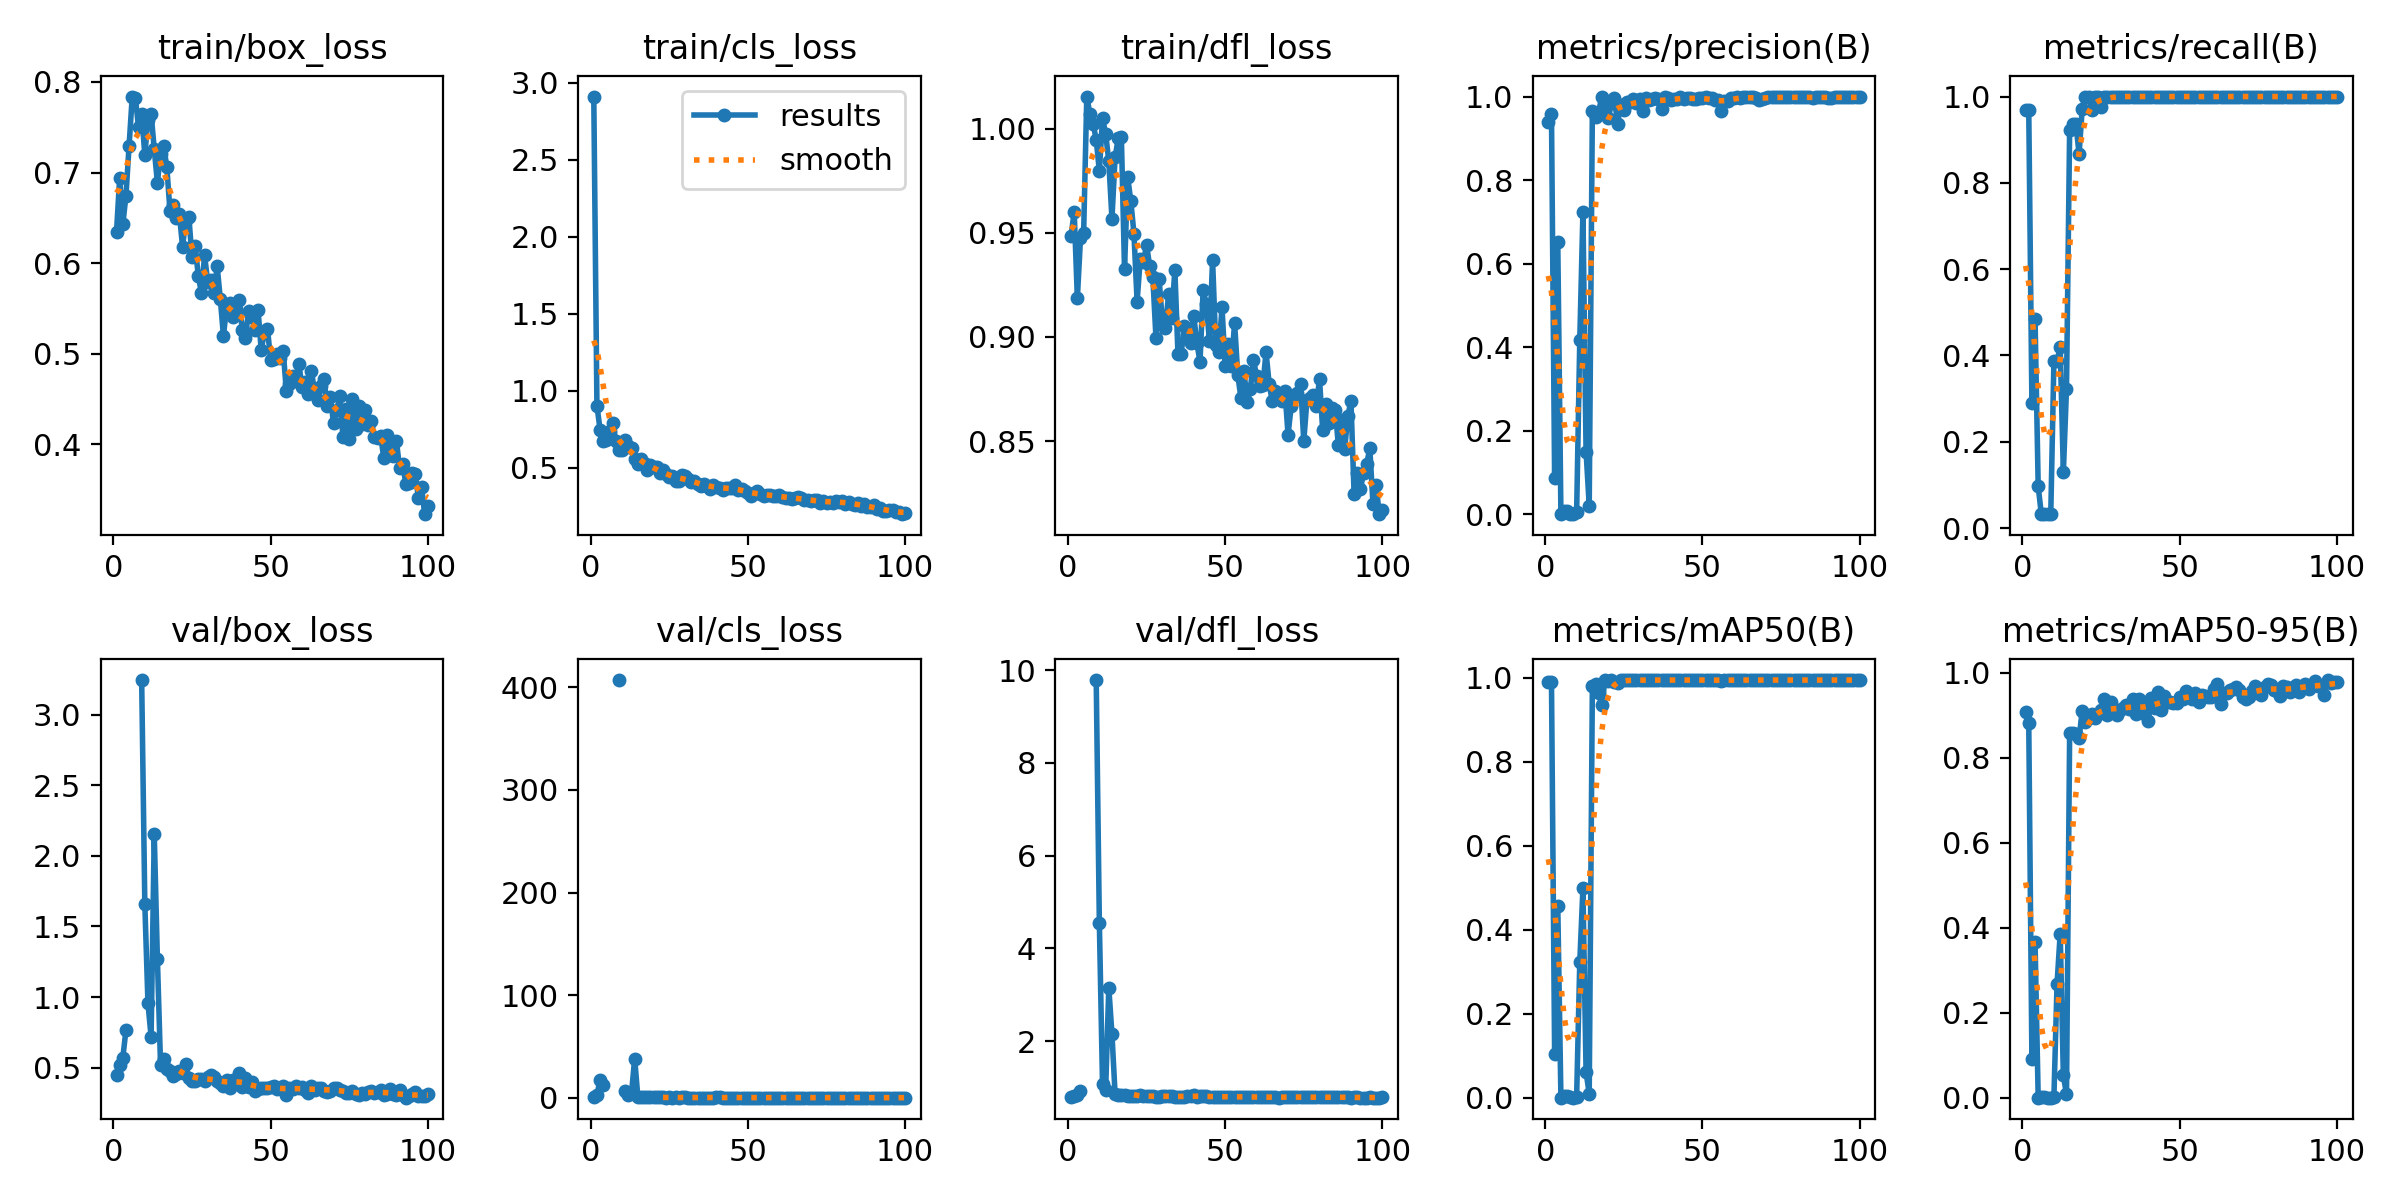 train/box_loss
0.8
0.7
0.6
0.5
0.4
0 50 100
train/cls_loss
3.0
2.5
2.0
1.5
1.0
0.5
results
smooth
0 50 100
train/dfl_loss
1.00
0.95
0.90
0.85
0 50 100
metrics/precision(B)
1.0
0.8
0.6
0.4
0.2
0.0
0 50 100
metrics/recall(B)
1.0
0.8
0.6
0.4
0.2
0.0
0 50 100
val/box_loss
3.0
2.5
2.0
1.5
1.0
0.5
0 50 100
val/cls_loss
400
300
200
100
0
0 50 100
val/dfl_loss
10
8
6
4
2
0 50 100
metrics/mAP50(B)
1.0
0.8
0.6
0.4
0.2
0.0
0 50 100
metrics/mAP50-95(B)
1.0
0.8
0.6
0.4
0.2
0.0
0 50 100